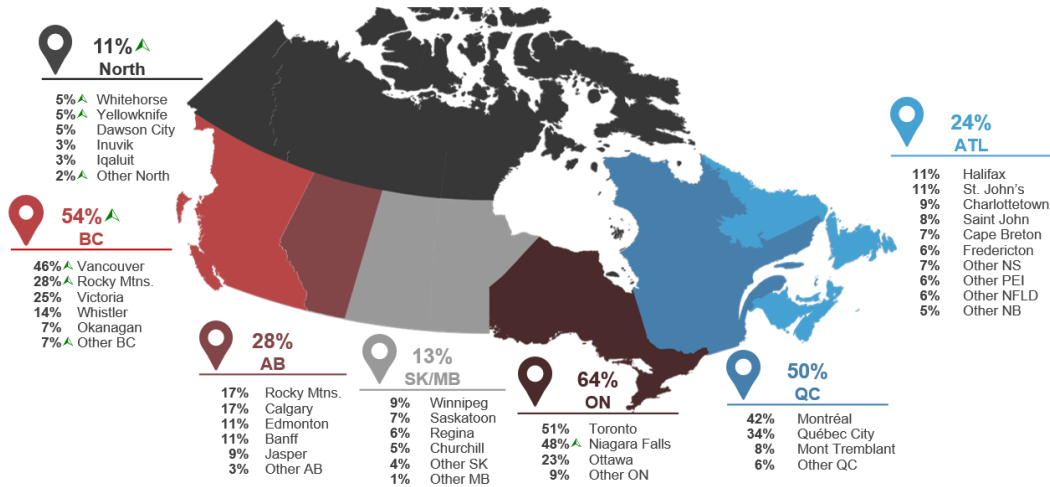 11%
North
5% Whitehorse
5% Yellowknife
5% Dawson City
3% Inuvik
3% Iqaluit
2% Other North
54%
BC
46% Vancouver
28% Rocky Mtns.
25% Victoria
14% Whistler
7% Okanagan
7% Other BC
28%
AB
17% Rocky Mtns.
17% Calgary
11% Edmonton
11% Banff
9% Jasper
3% Other AB
13%
SK/MB
9% Winnipeg
7% Saskatoon
6% Regina
5% Churchill
4% Other SK
1% Other MB
64%
ON
51% Toronto
48% Niagara Falls
23% Ottawa
9% Other ON
50%
QC
42% Montréal
34% Québec City
8% Mont Tremblant
6% Other QC
24%
ATL
11% Halifax
11% St. John's
9% Charlottetown
8% Saint John
7% Cape Breton
6% Fredericton
7% Other NS
6% Other PEI
6% Other NFLD
5% Other NB